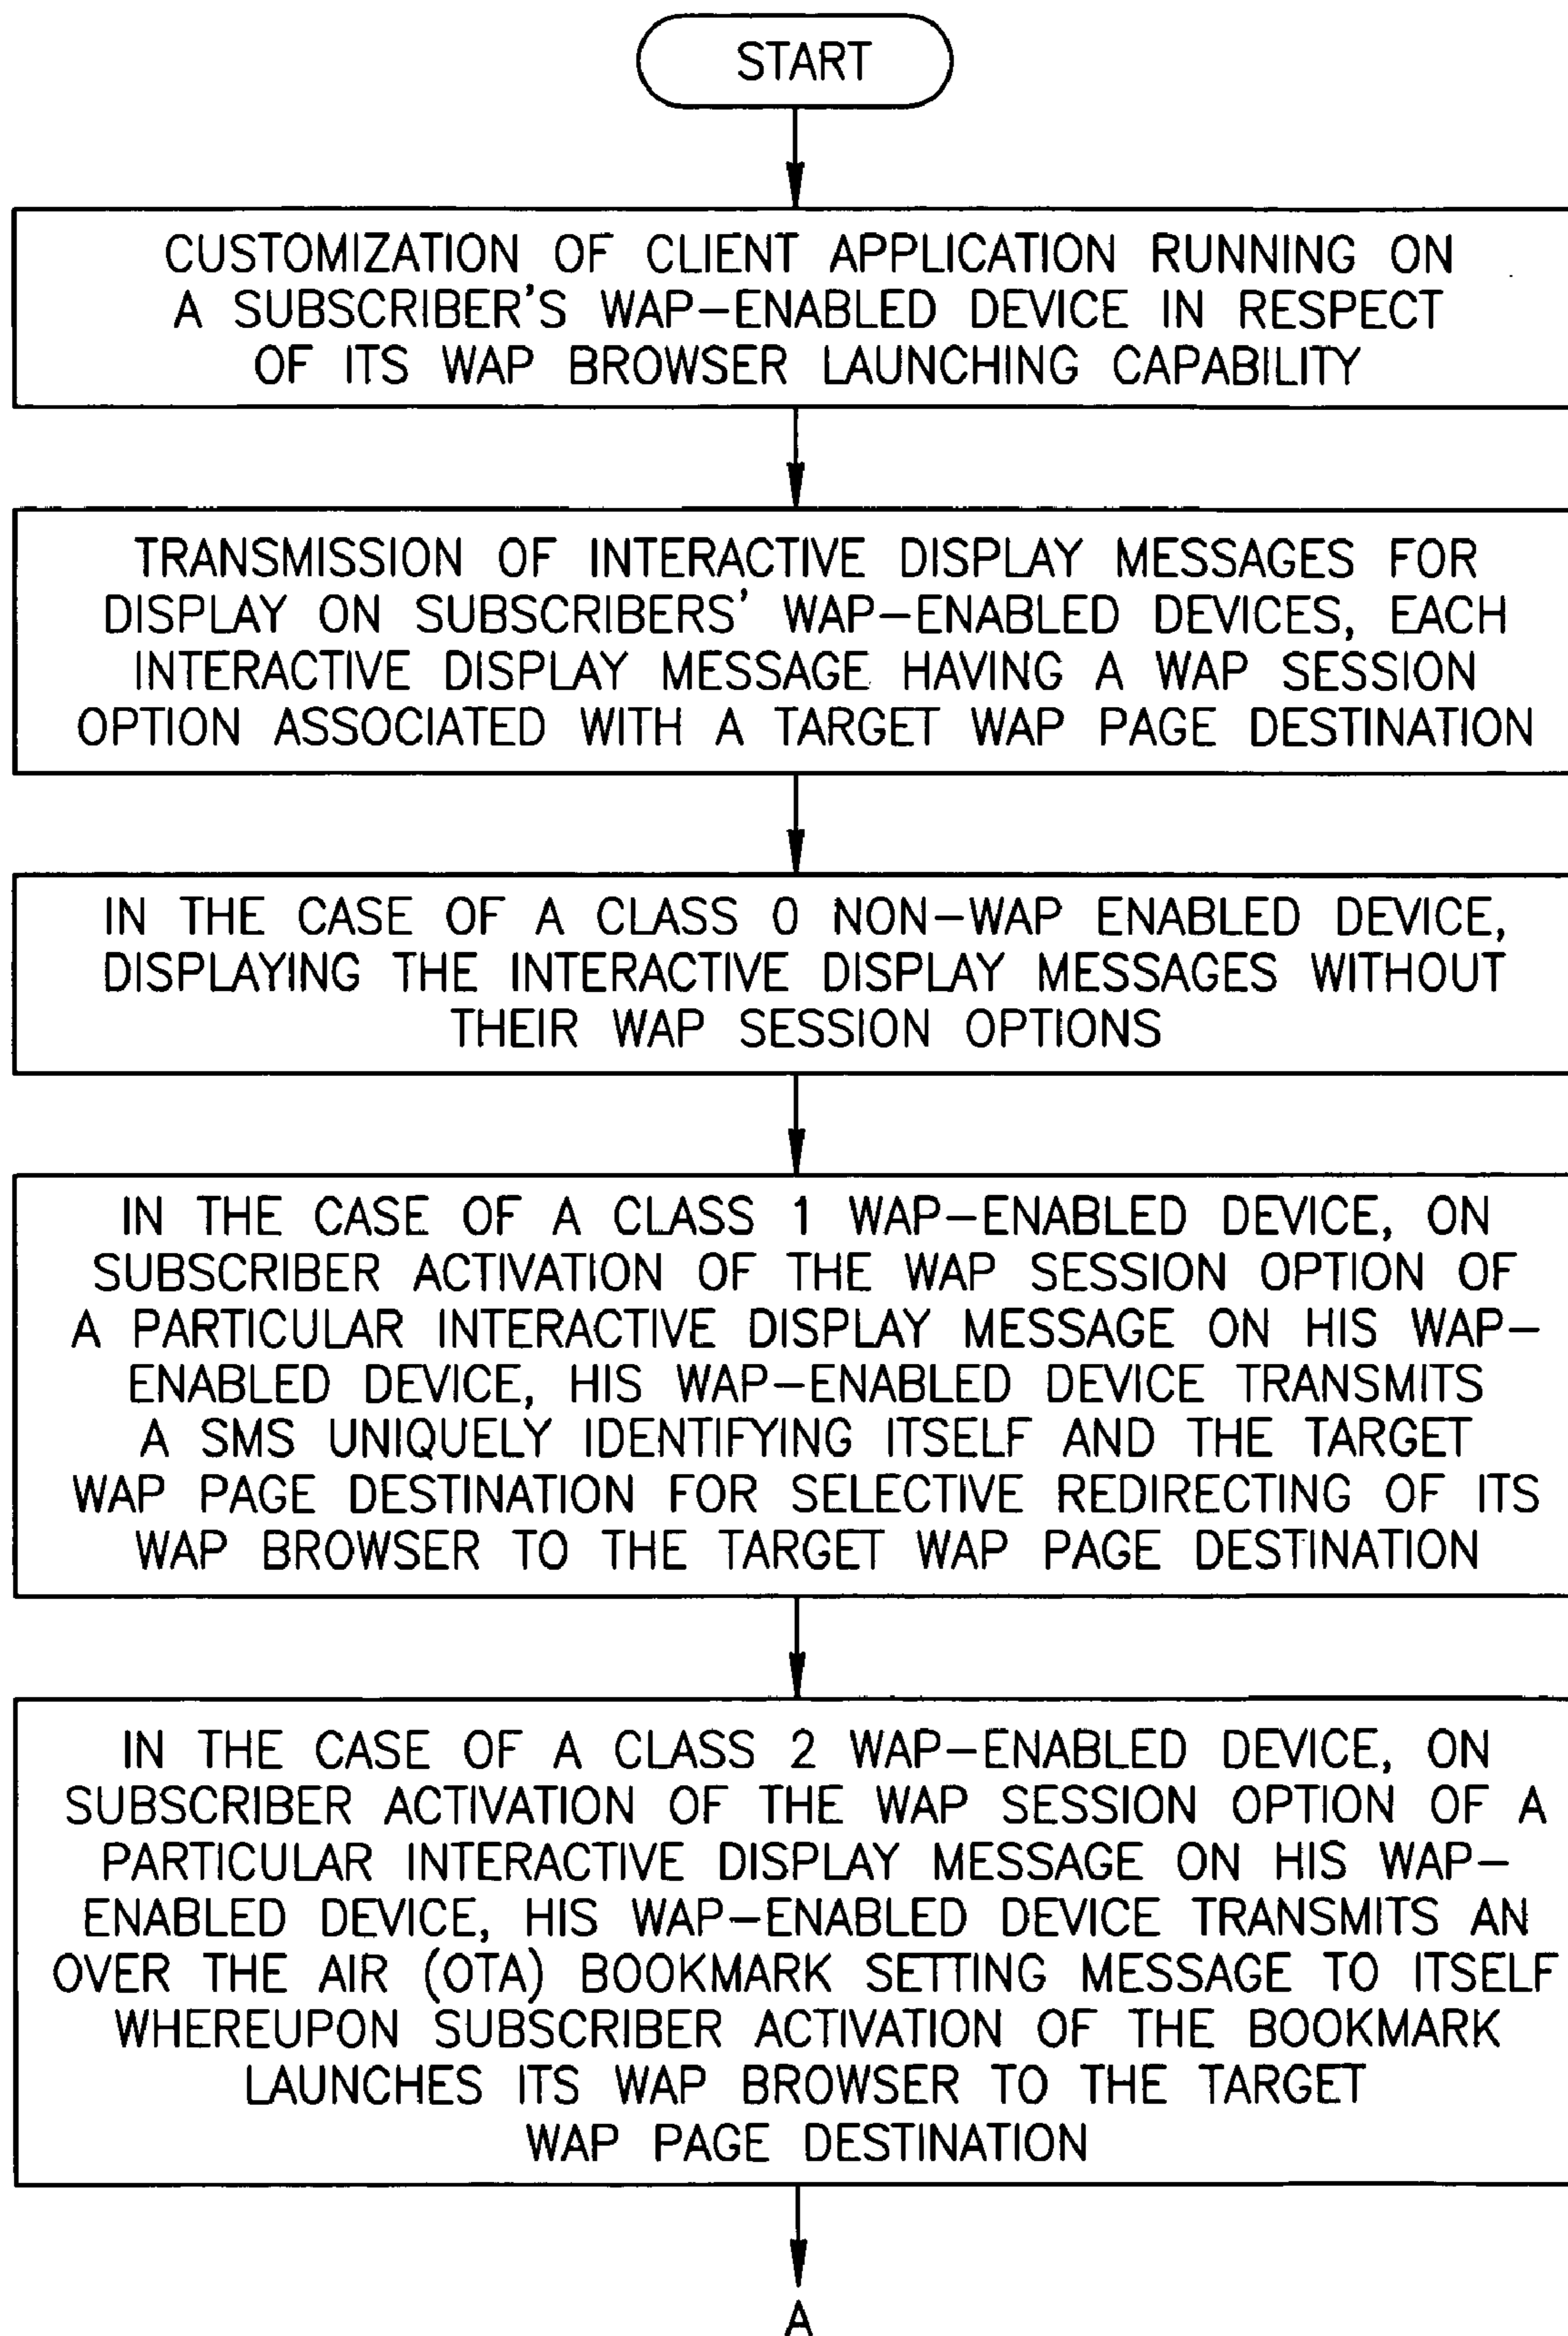 START
CUSTOMIZATION OF CLIENT APPLICATION RUNNING ON
A SUBSCRIBER'S WAP-ENABLED DEVICE IN RESPECT
OF ITS WAP BROWSER LAUNCHING CAPABILITY
TRANSMISSION OF INTERACTIVE DISPLAY MESSAGES FOR
DISPLAY ON SUBSCRIBERS' WAP-ENABLED DEVICES, EACH
INTERACTIVE DISPLAY MESSAGE HAVING A WAP SESSION
OPTION ASSOCIATED WITH A TARGET WAP PAGE DESTINATION
IN THE CASE OF A CLASS 0 NON-WAP ENABLED DEVICE,
DISPLAYING THE INTERACTIVE DISPLAY MESSAGES WITHOUT
THEIR WAP SESSION OPTIONS
IN THE CASE OF A CLASS 1 WAP-ENABLED DEVICE, ON
SUBSCRIBER ACTIVATION OF THE WAP SESSION OPTION OF
A PARTICULAR INTERACTIVE DISPLAY MESSAGE ON HIS WAP-
ENABLED DEVICE, HIS WAP-ENABLED DEVICE TRANSMITS
A SMS UNIQUELY IDENTIFYING ITSELF AND THE TARGET
WAP PAGE DESTINATION FOR SELECTIVE REDIRECTING OF ITS
WAP BROWSER TO THE TARGET WAP PAGE DESTINATION
IN THE CASE OF A CLASS 2 WAP-ENABLED DEVICE, ON
SUBSCRIBER ACTIVATION OF THE WAP SESSION OPTION OF A
PARTICULAR INTERACTIVE DISPLAY MESSAGE ON HIS WAP-
ENABLED DEVICE, HIS WAP-ENABLED DEVICE TRANSMITS AN
OVER THE AIR (OTA) BOOKMARK SETTING MESSAGE TO ITSELF
WHEREUPON SUBSCRIBER ACTIVATION OF THE BOOKMARK
LAUNCHES ITS WAP BROWSER TO THE TARGET
WAP PAGE DESTINATION
A